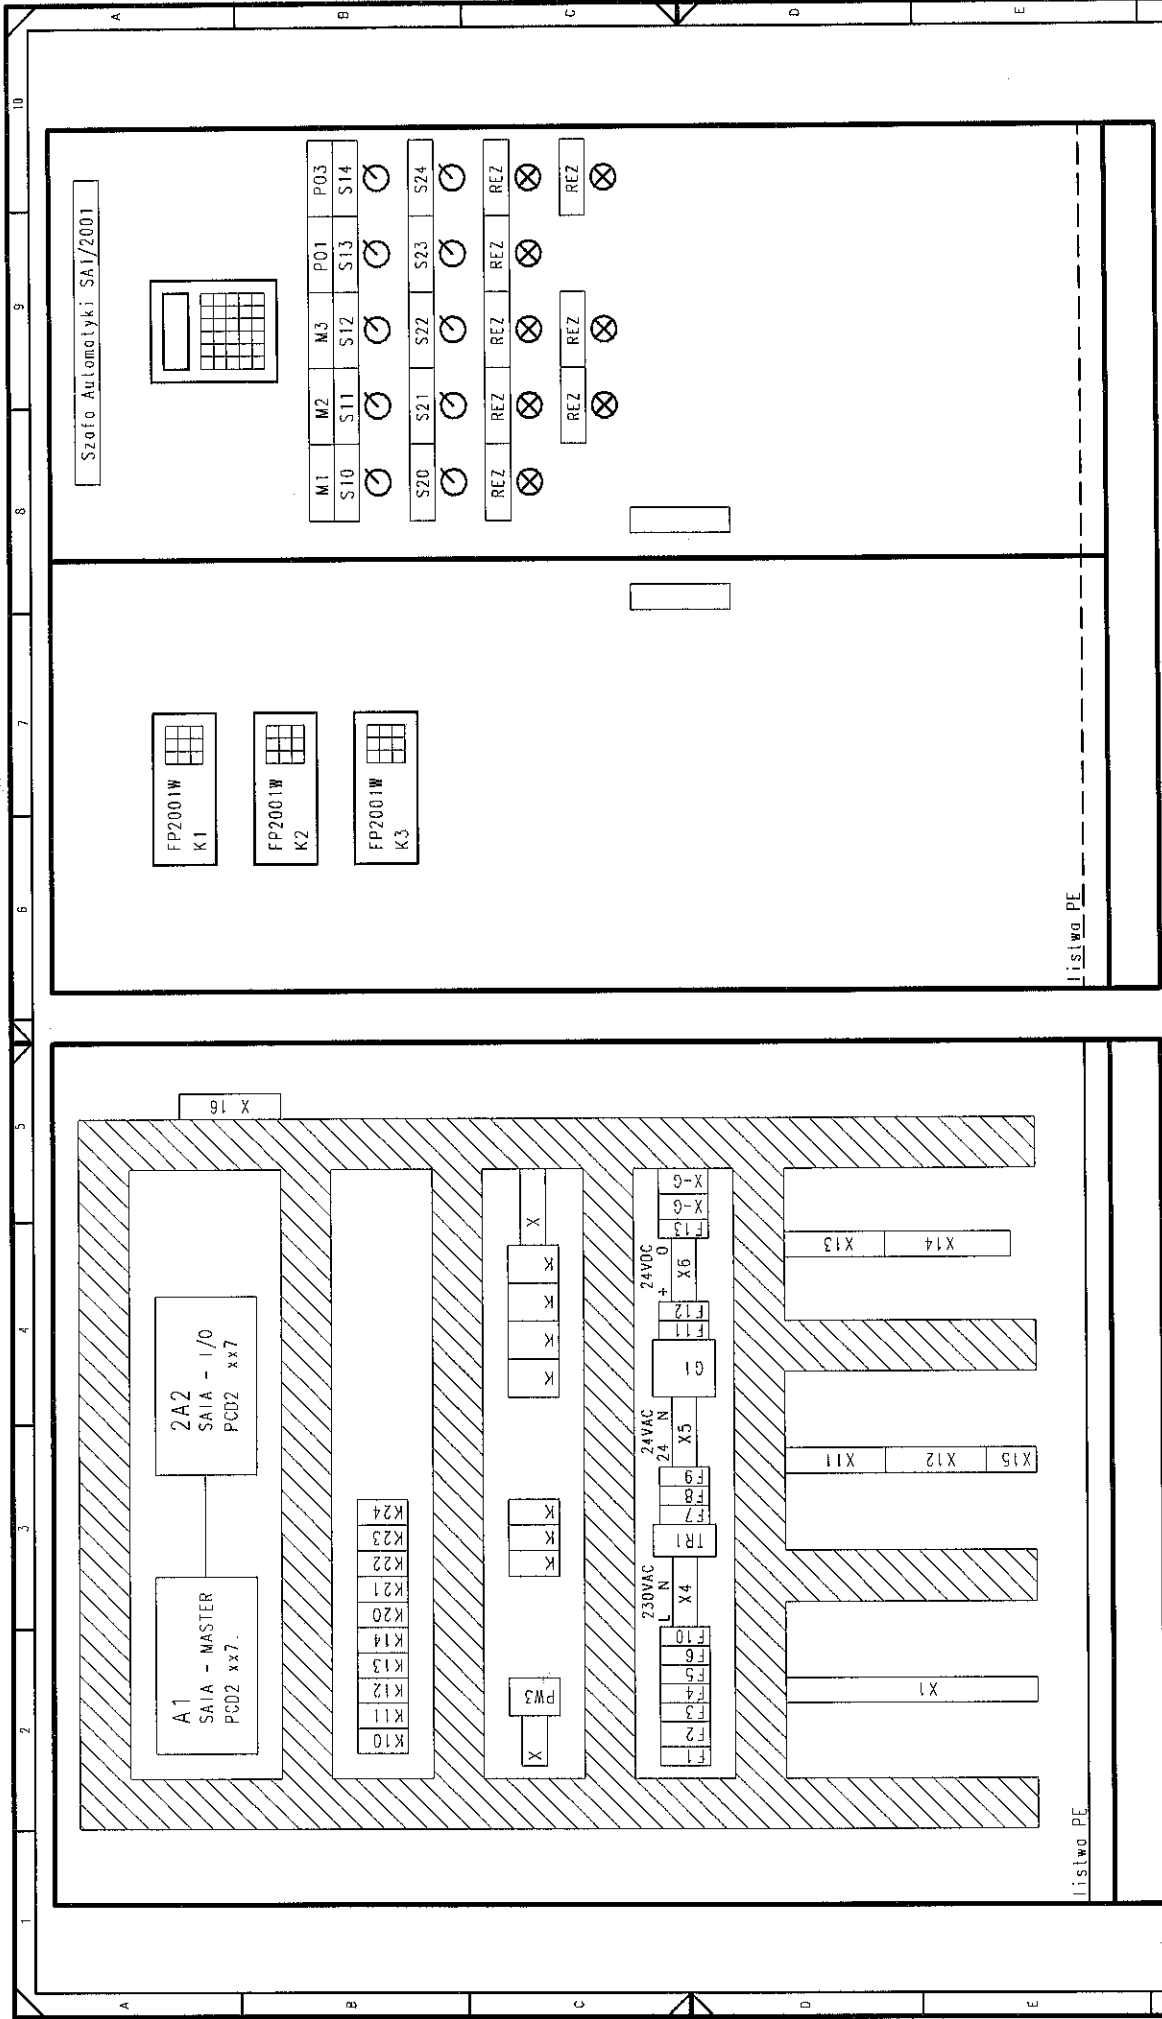 1 2 3 4 5 6 7 8 9 10
A
B
C
D
E
A
B
C
D
E
A1
SAIA - MASTER
PCD2 xx7.
2A2
SAIA - I/O
PCD2 xx7
X 16
K10 K11 K12 K13 K14 K20 K21 K22 K23 K24
X PW3 K K K K K K K X
230VAC
L N
24VAC
24 N
24VDC
+ 0
F1 F2 F3 F4 F5 F6 F10 X4 TR1 F7 F8 F9 X5 G1 F11 F12 X6 F13 X-G X-G
X1
X11 X12 X15
X13 X14
listwa PE
FP2001W
K1
FP2001W
K2
FP2001W
K3
listwa PE
Szafa Automatyki SA1/2001
M1 M2 M3 P01 P03
S10 S11 S12 S13 S14
S20 S21 S22 S23 S24
REZ REZ REZ REZ REZ
REZ REZ REZ